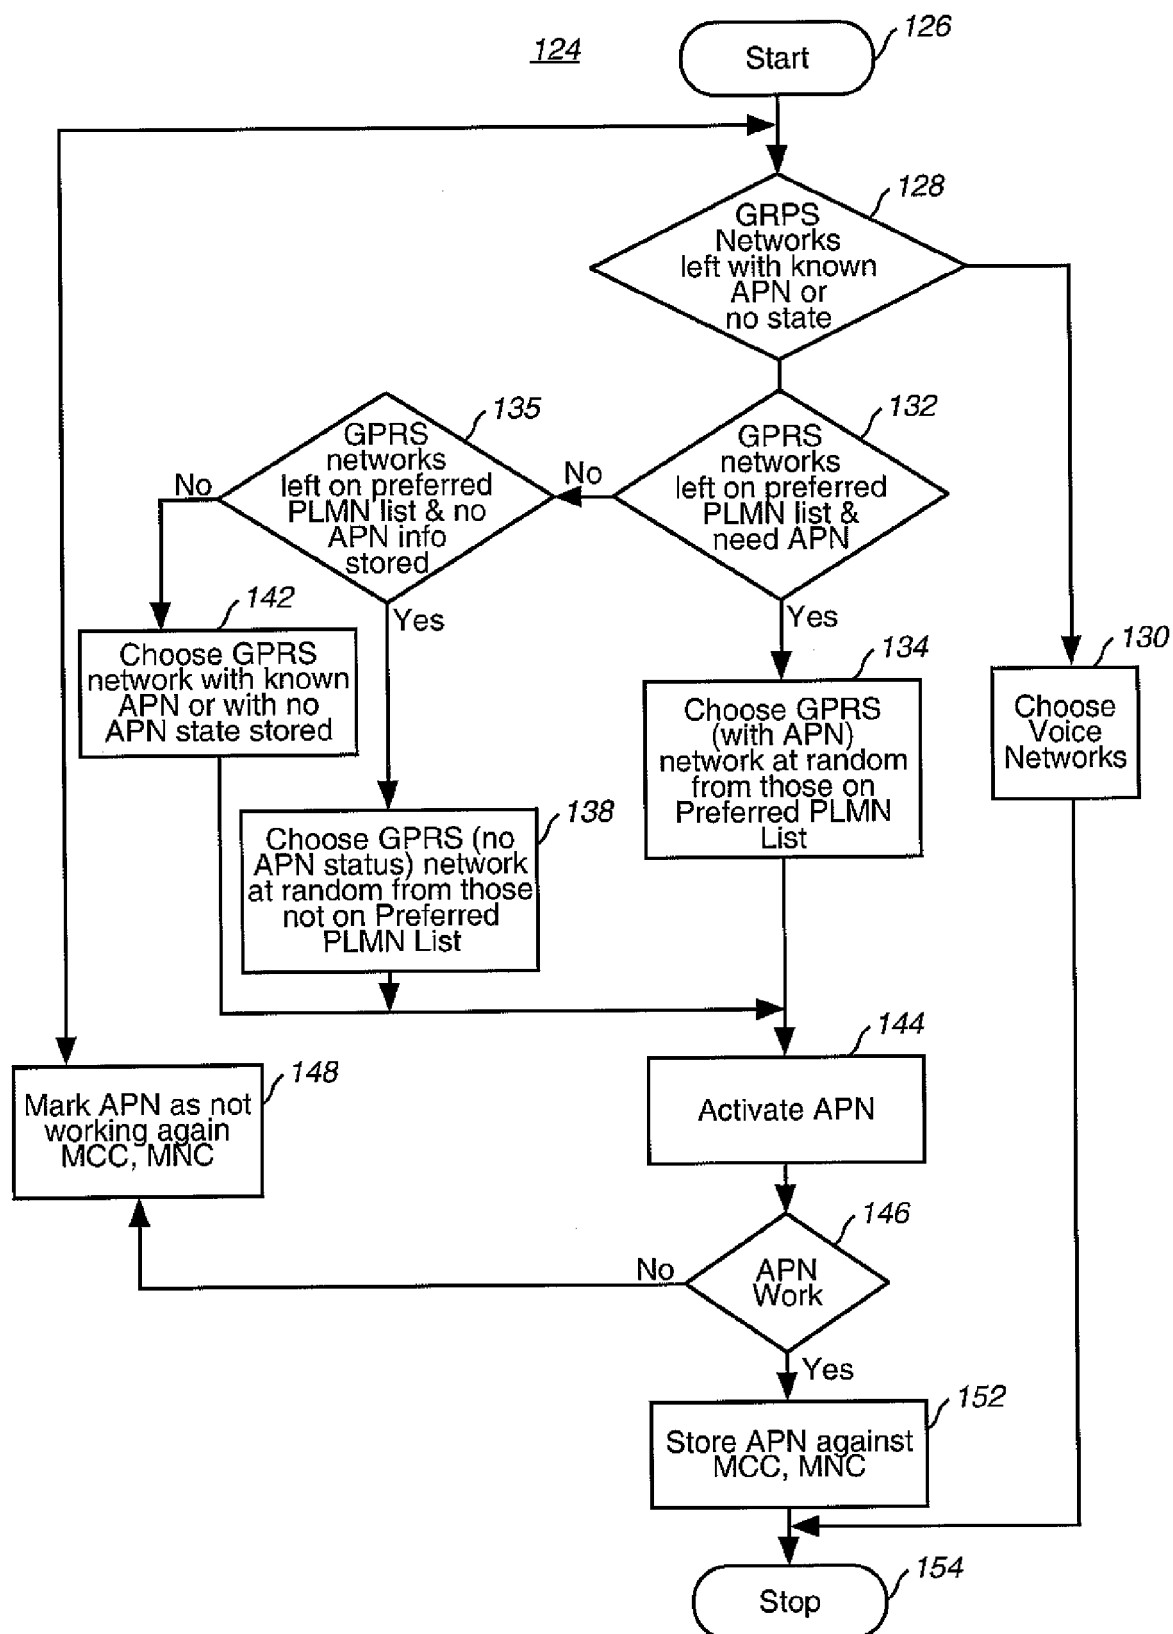 124
126
Start
128
GRPS
Networks
left with known
APN or
no state
135
GPRS
networks
left on preferred
PLMN list & no
APN info
stored
132
GPRS
networks
left on preferred
PLMN list &
need APN
No
No
Yes
Yes
142
Choose GPRS
network with known
APN or with no
APN state stored
134
Choose GPRS
(with APN)
network at random
from those on
Preferred PLMN
List
130
Choose
Voice
Networks
138
Choose GPRS (no
APN status) network
at random from those
not on Preferred
PLMN List
144
Activate APN
148
Mark APN as not
working again
MCC, MNC
146
APN
Work
No
Yes
152
Store APN against
MCC, MNC
154
Stop